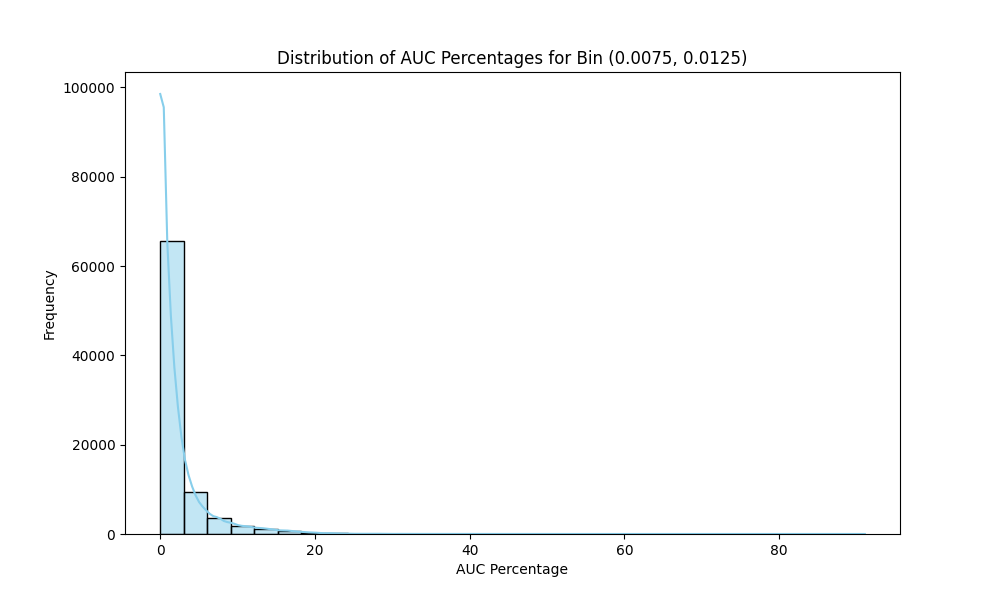 Distribution of AUC Percentages for Bin (0.0075, 0.0125)
100000
80000
60000
40000
20000
0
Frequency
0 20 40 60 80
AUC Percentage